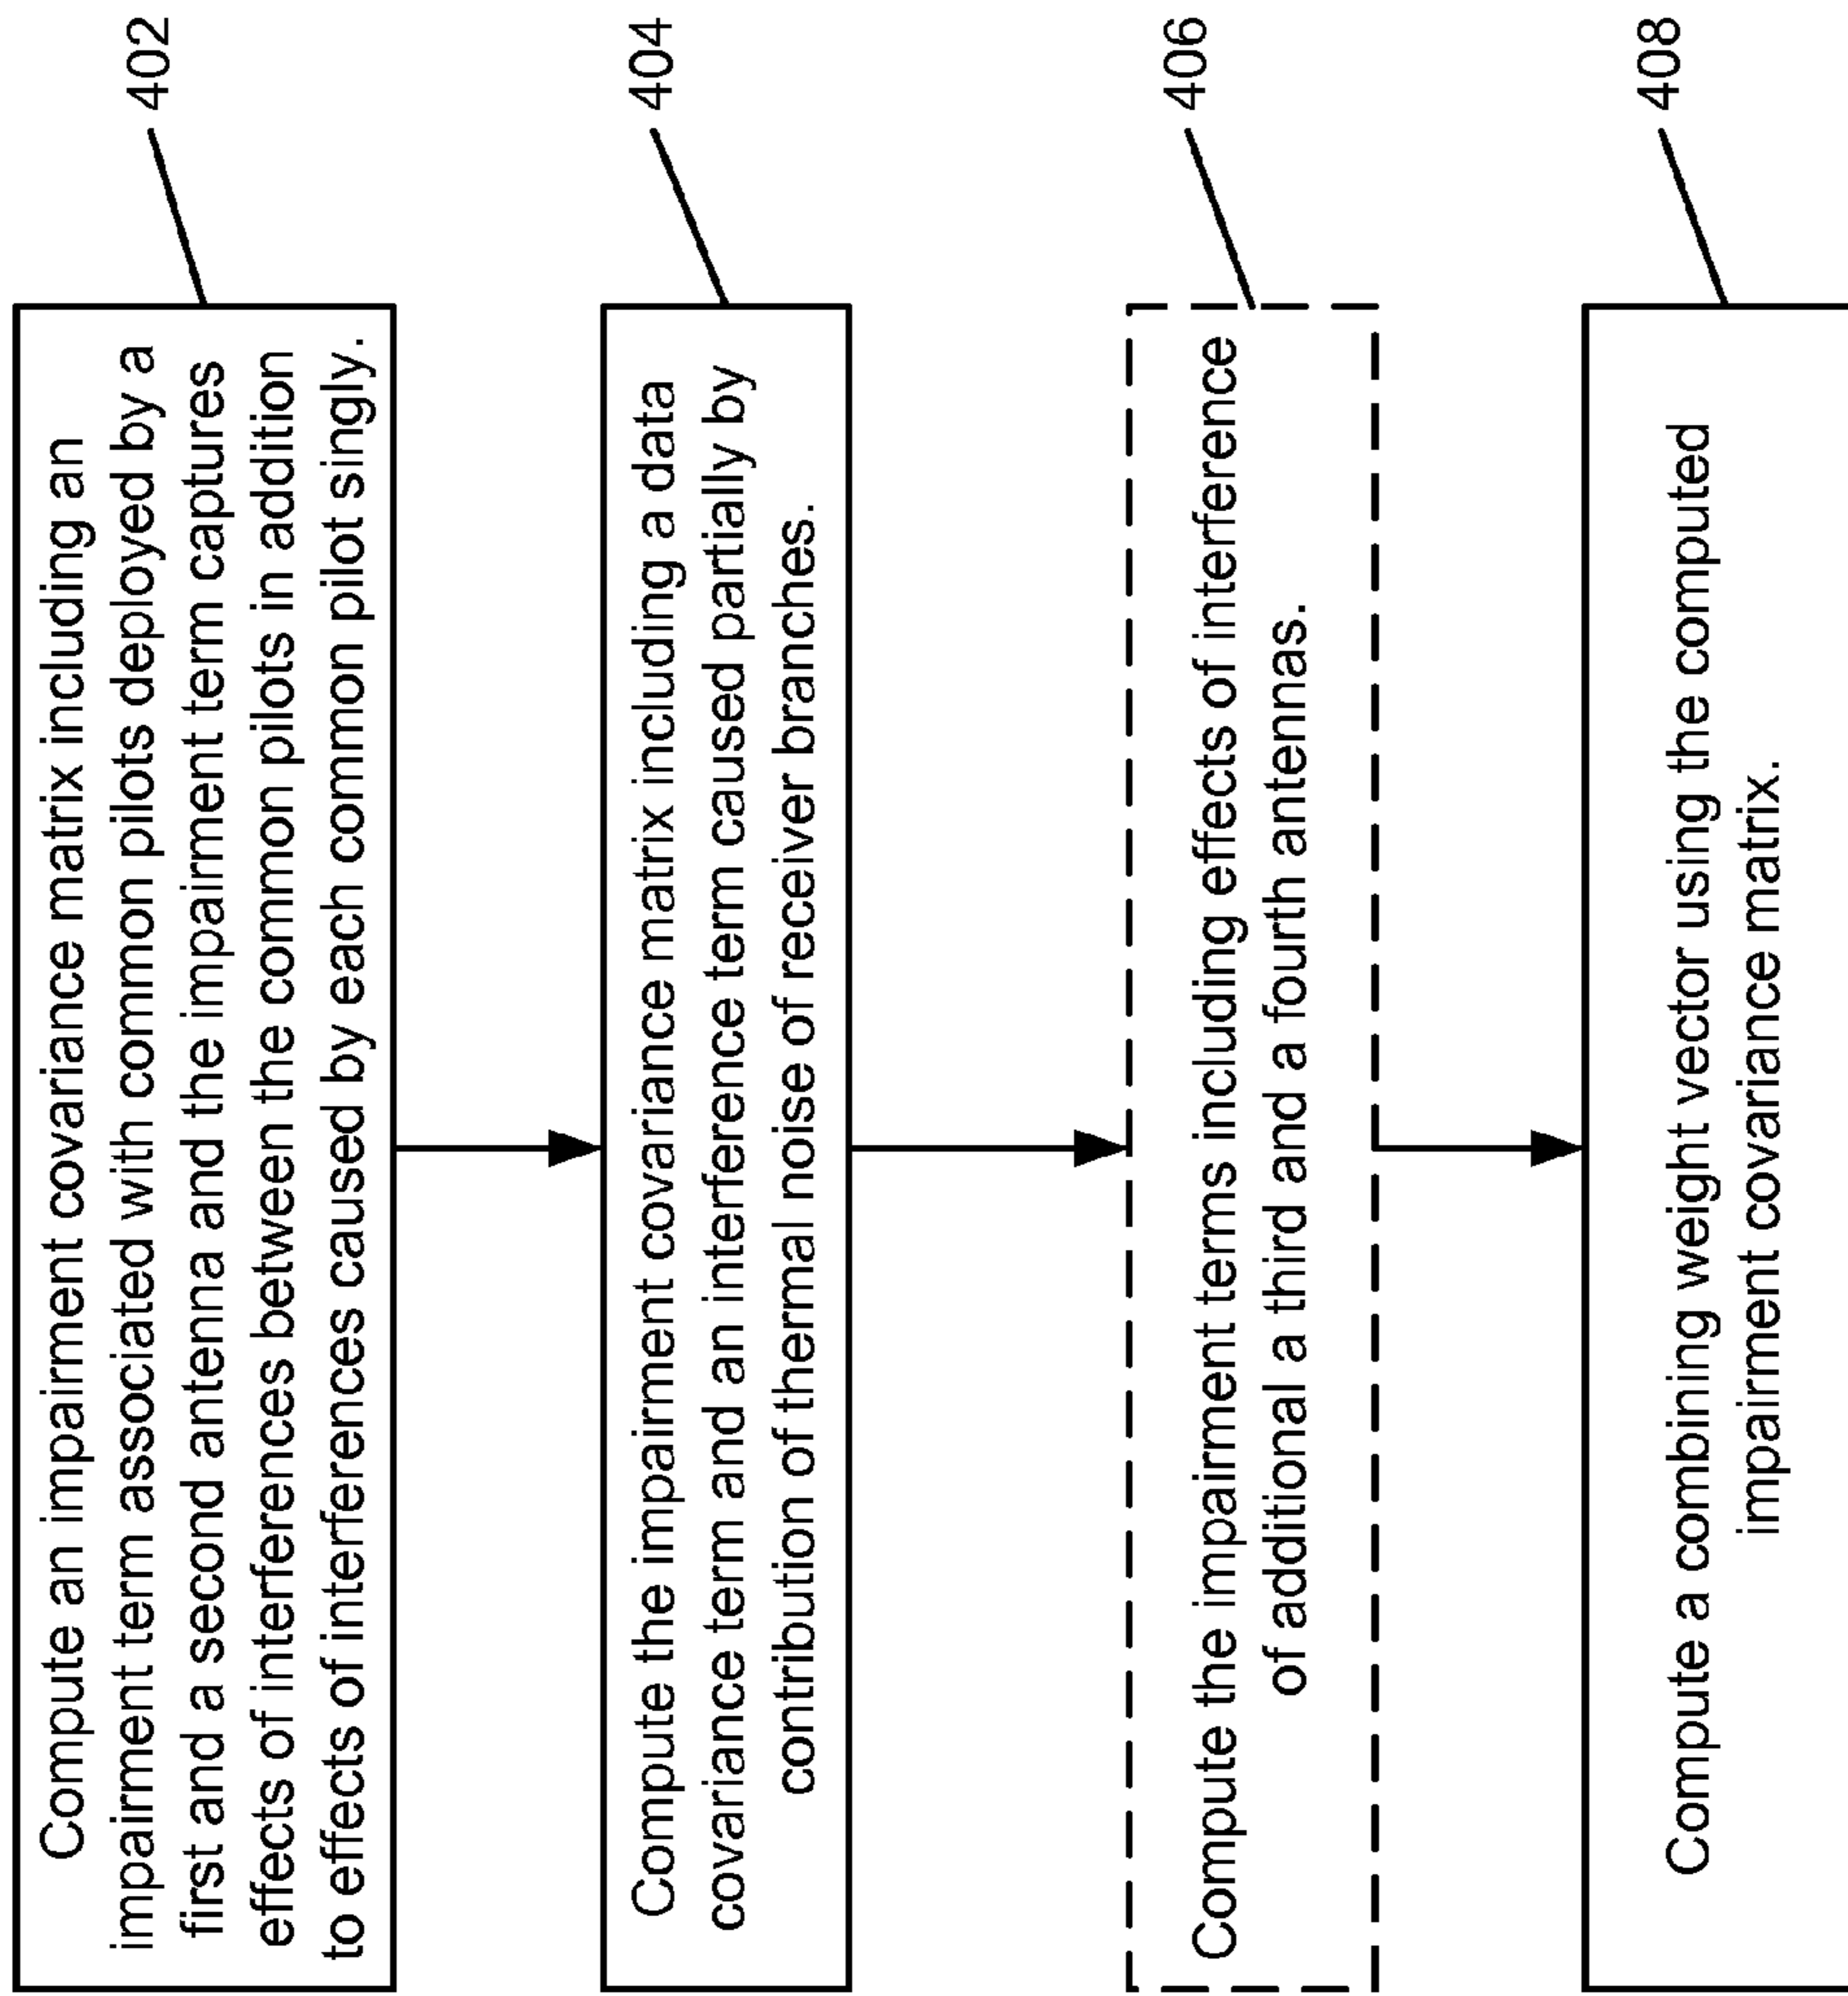 Compute an impairment covariance matrix including an
impairment term associated with common pilots deployed by a
first and a second antenna and the impairment term captures
effects of interferences between the common pilots in addition
to effects of interferences caused by each common pilot singly.
402
Compute the impairment covariance matrix including a data
covariance term and an interference term caused partially by
contribution of thermal noise of receiver branches.
404
Compute the impairment terms including effects of interference
of additional a third and a fourth antennas.
406
Compute a combining weight vector using the computed
impairment covariance matrix.
408